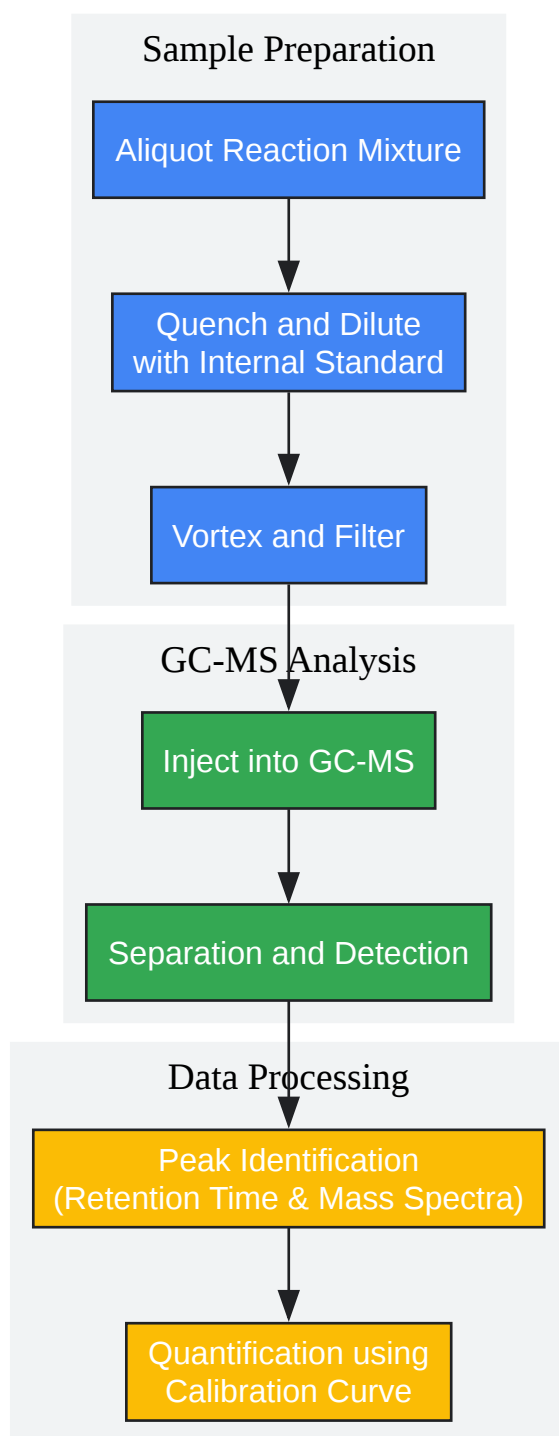 Sample Preparation
Aliquot Reaction Mixture
Quench and Dilute
with Internal Standard
Vortex and Filter
GC-MS Analysis
Inject into GC-MS
Separation and Detection
Data Processing
Peak Identification
(Retention Time & Mass Spectra)
Quantification using
Calibration Curve